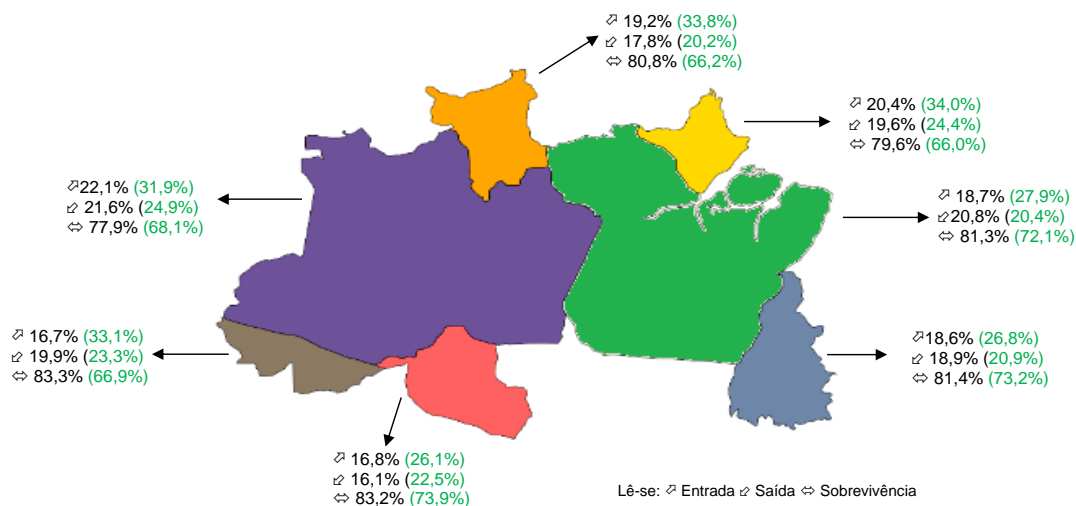 ⬀ 19,2% (33,8%)
⬃ 17,8% (20,2%)
⬄ 80,8% (66,2%)
⬀ 20,4% (34,0%)
⬃ 19,6% (24,4%)
⬄ 79,6% (66,0%)
⬀22,1% (31,9%)
⬃ 21,6% (24,9%)
⬄ 77,9% (68,1%)
⬀ 18,7% (27,9%)
⬃20,8% (20,4%)
⬄ 81,3% (72,1%)
⬀ 16,7% (33,1%)
⬃ 19,9% (23,3%)
⬄ 83,3% (66,9%)
⬀18,6% (26,8%)
⬃ 18,9% (20,9%)
⬄ 81,4% (73,2%)
⬀ 16,8% (26,1%)
⬃ 16,1% (22,5%)
⬄ 83,2% (73,9%)
Lê-se: ⬀ Entrada ⬃ Saída ⬄ Sobrevivência